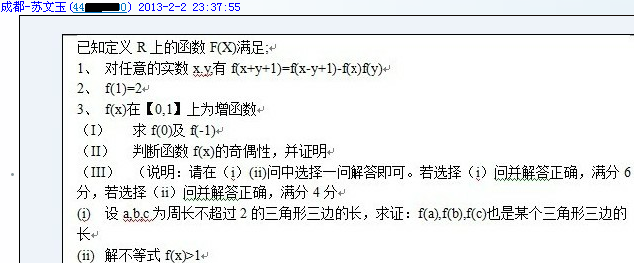 成都-苏文玉(44 0) 2013-2-2 23:37:55
已知定义 R 上的函数 F(X)满足;
1、 对任意的实数 x,y,有 f(x+y+1)=f(x-y+1)-f(x)f(y)
2、 f(1)=2
3、 f(x)在【0,1】上为增函数
(I) 求 f(0)及 f(-1)
(II) 判断函数 f(x)的奇偶性，并证明
(III) （说明：请在（i）(ii)问中选择一问解答即可。若选择（i）问并解答正确，满分 6
分，若选择（ii）问并解答正确，满分 4 分
(i) 设 a,b,c 为周长不超过 2 的三角形三边的长，求证：f(a),f(b),f(c)也是某个三角形三边的
长
(ii) 解不等式 f(x)>1